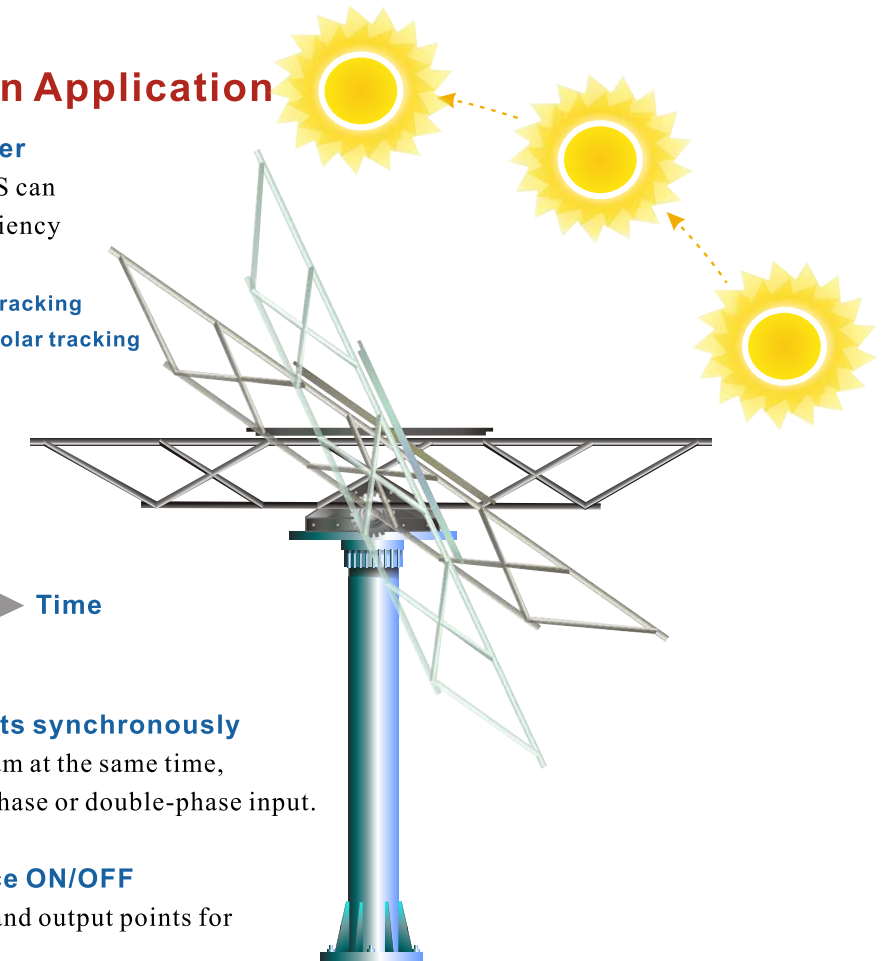 n Application
er
S can
iency
racking
olar tracking
Time
ts synchronously
m at the same time,
hase or double-phase input.
e ON/OFF
and output points for